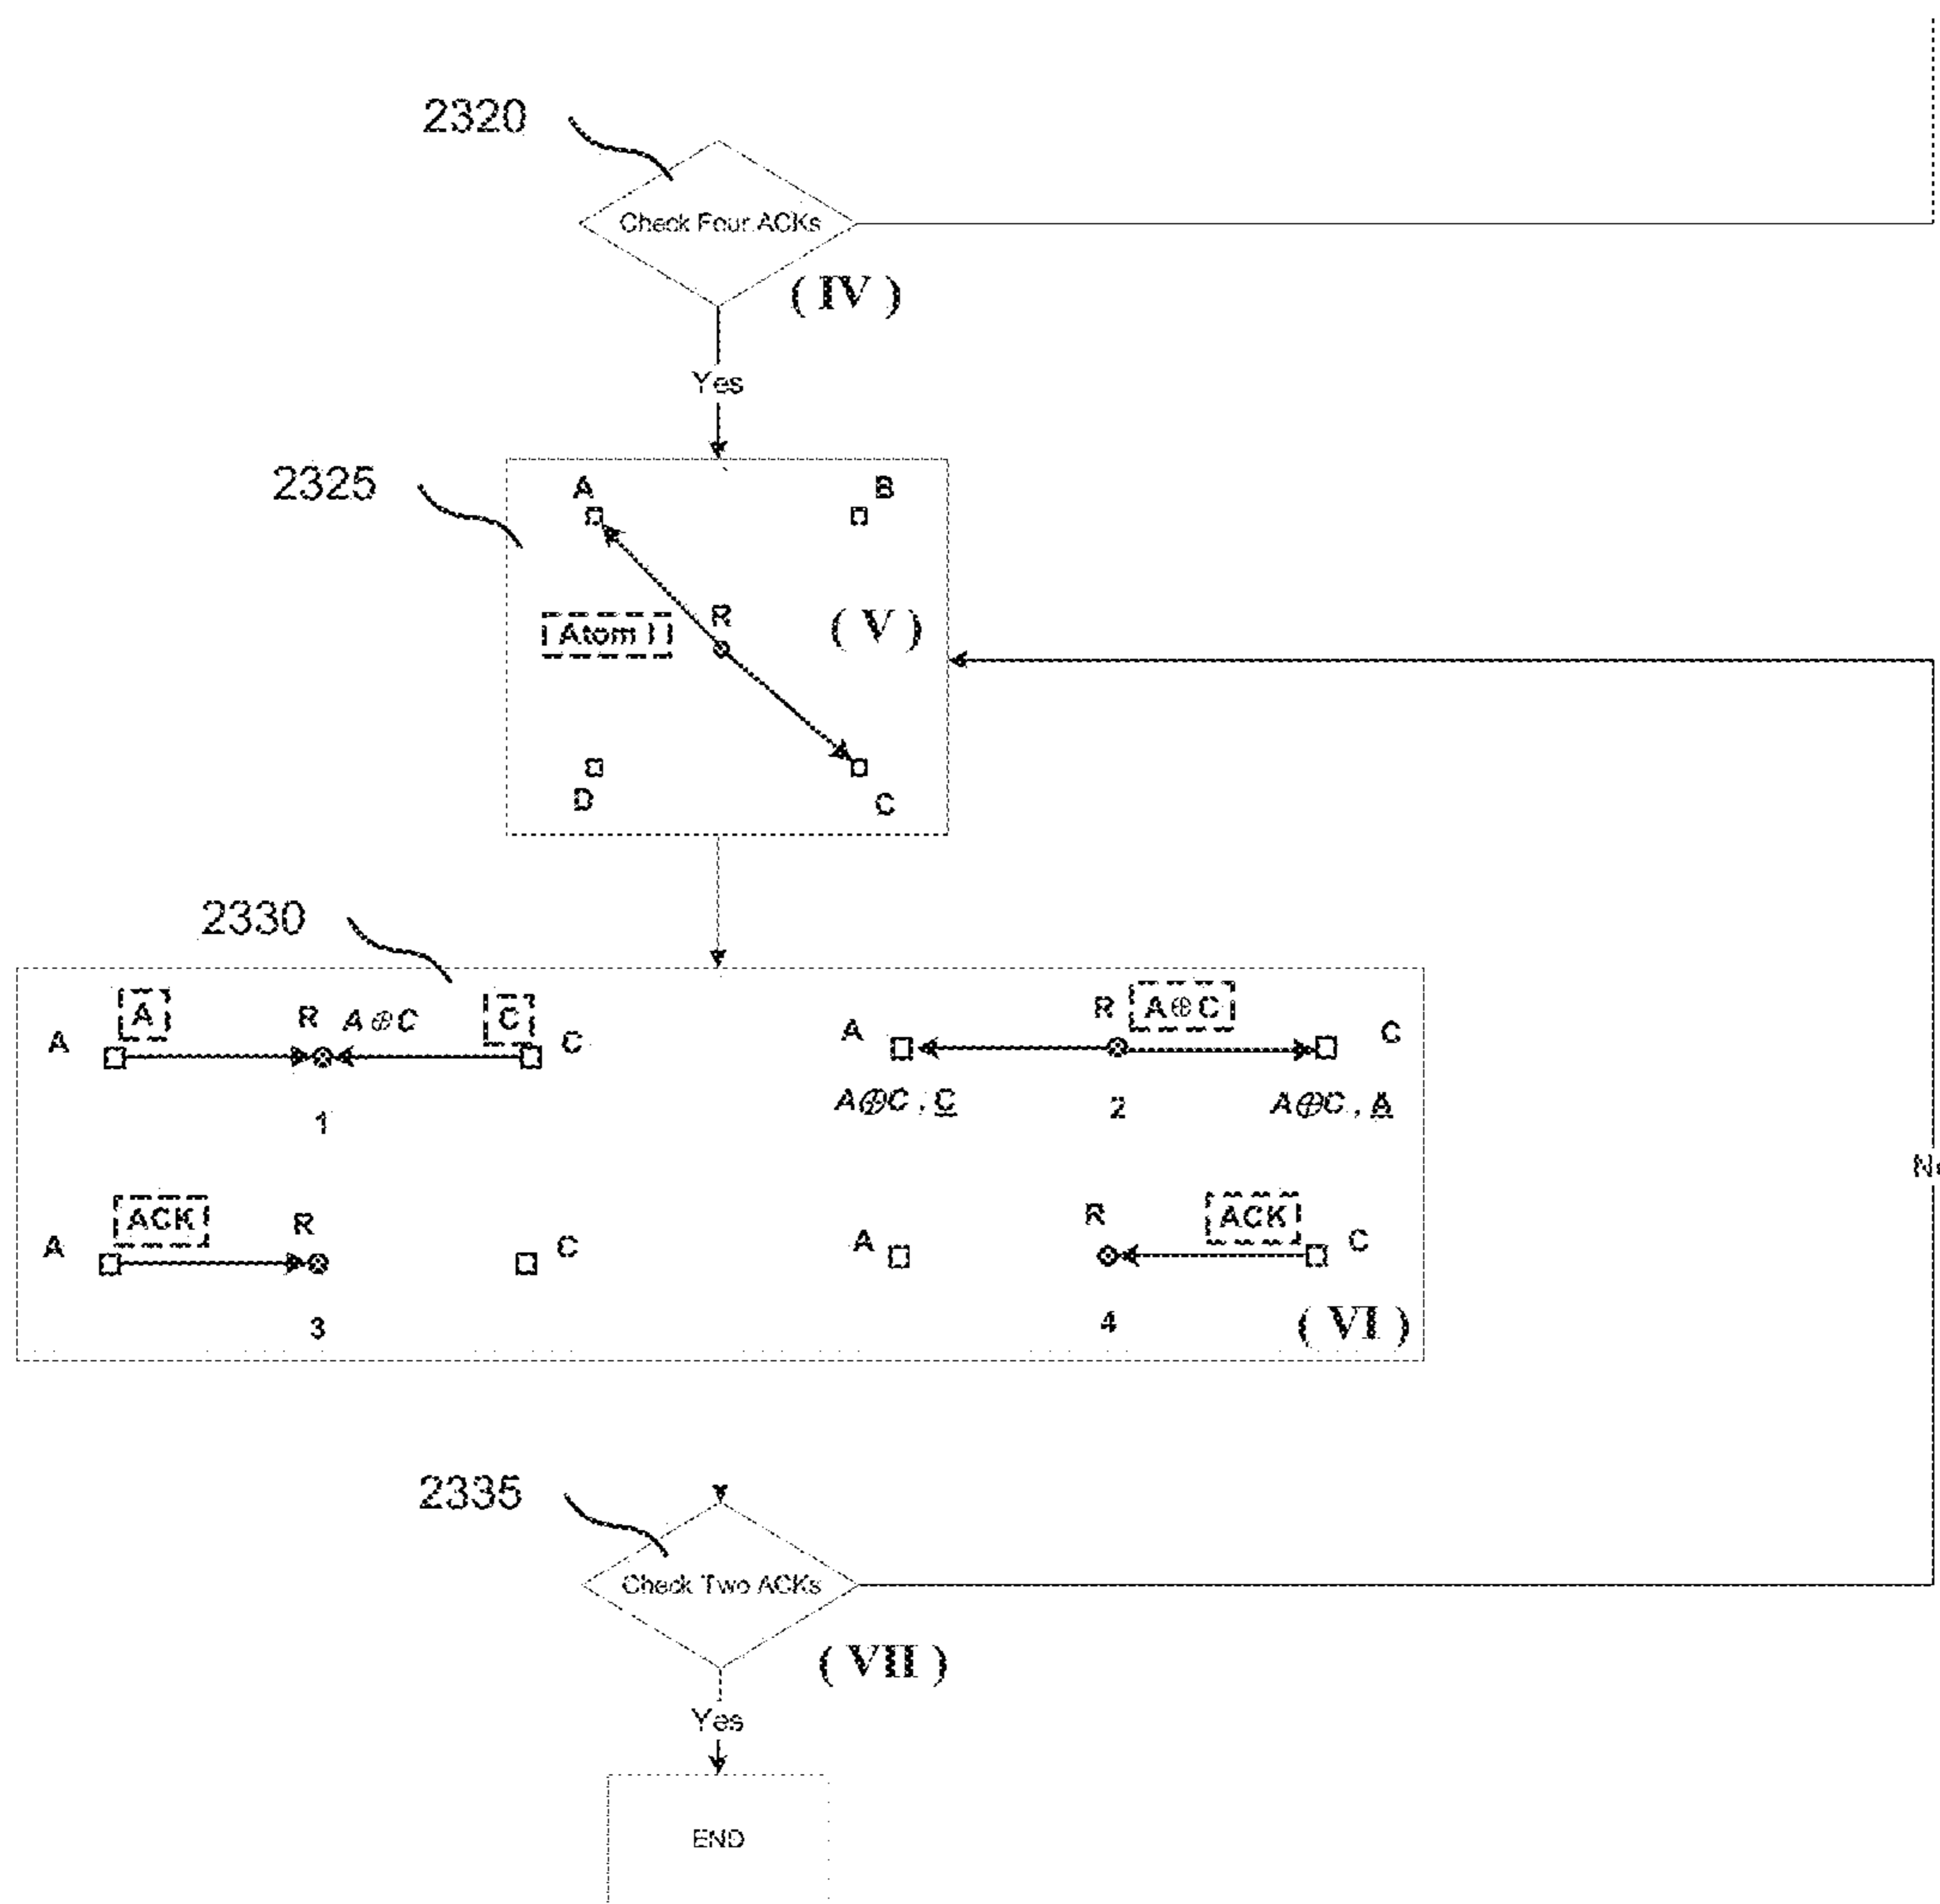 2320
Check Four ACKs
( IV )
Yes
2325
A
B
R
( V )
Atom I
D
C
2330
A
A
R
A⊕C
C
C
A
R
A⊕C
C
1
A⊕C , C
2
A⊕C , A
A
ACK
R
C
A
R
ACK
C
3
4
( VI )
2335
Check Two ACKs
( VII )
Yes
END